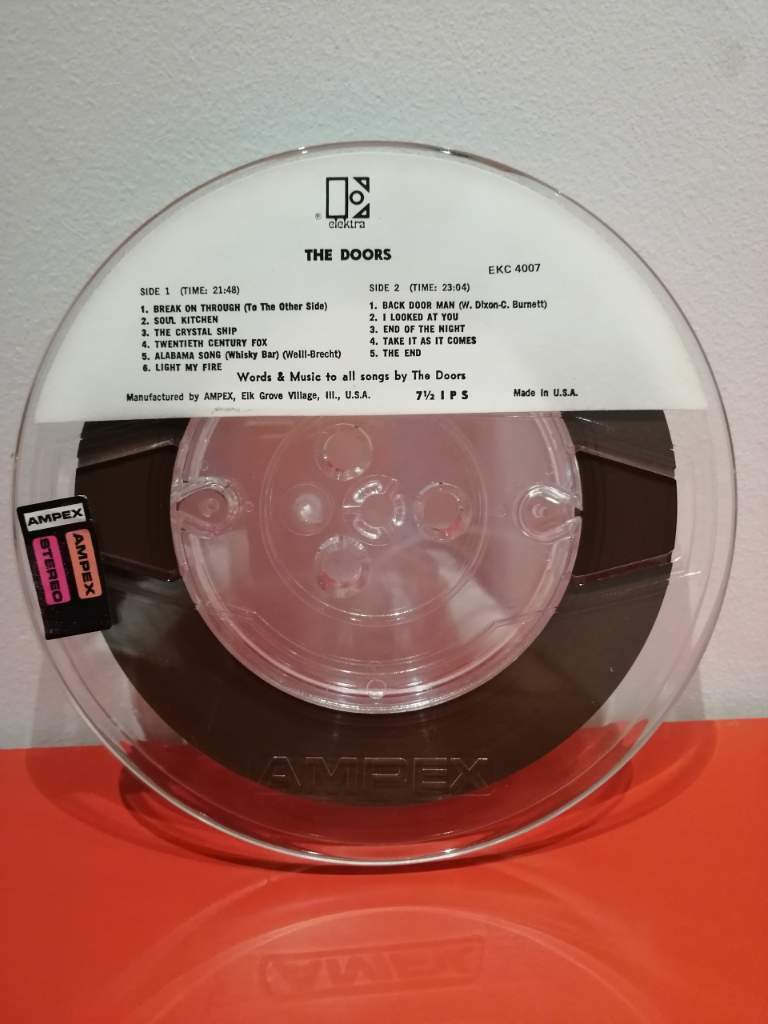 ®
elektra
THE DOORS
EKC 4007
SIDE 1 (TIME: 21:48)
1. BREAK ON THROUGH (To The Other Side)
2. SOUL KITCHEN
3. THE CRYSTAL SHIP
4. TWENTIETH CENTURY FOX
5. ALABAMA SONG (Whisky Bar) (Weill-Brecht)
6. LIGHT MY FIRE
SIDE 2 (TIME: 23:04)
1. BACK DOOR MAN (W. Dixon-C. Burnett)
2. I LOOKED AT YOU
3. END OF THE NIGHT
4. TAKE IT AS IT COMES
5. THE END
Words & Music to all songs by The Doors
Manufactured by AMPEX, Elk Grove Village, Ill., U.S.A. 7½ I P S Made in U.S.A.
AMPEX
AMPEX
STEREO
AMPEX